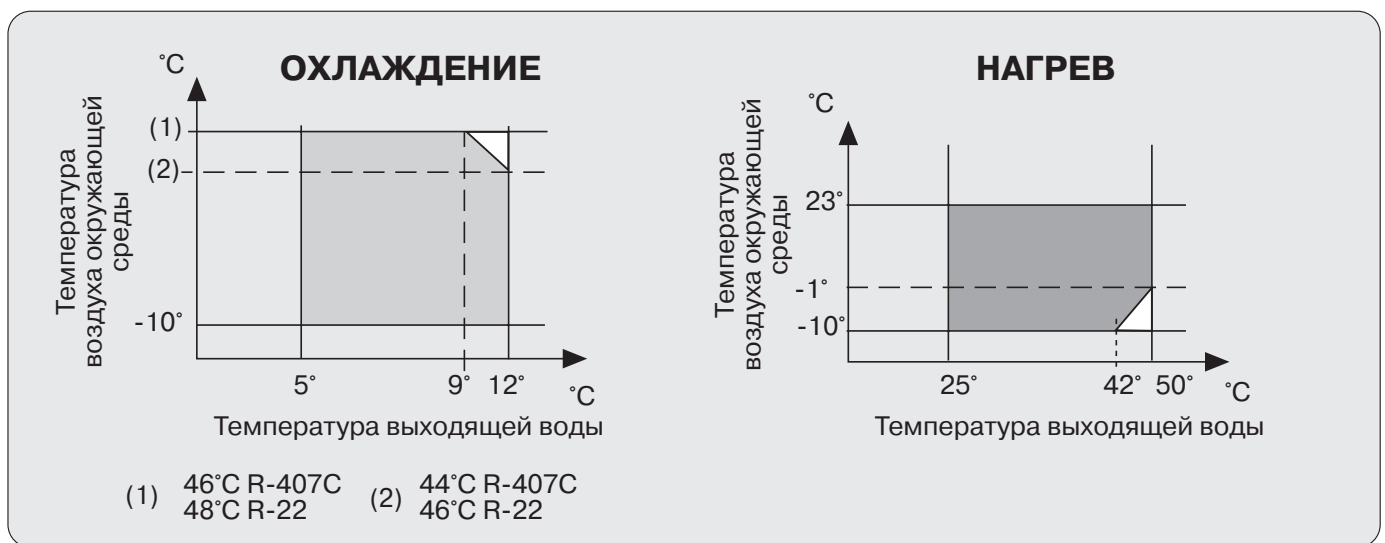 ОХЛАЖДЕНИЕ
°C
Температура
воздуха окружающей
среды
(1)
(2)
-10°
5°
9°
12°
°C
Температура выходящей воды
(1) 46°C R-407C
48°C R-22
(2) 44°C R-407C
46°C R-22
НАГРЕВ
°C
Температура
воздуха окружающей
среды
23°
-1°
-10°
25°
42°
50°
°C
Температура выходящей воды